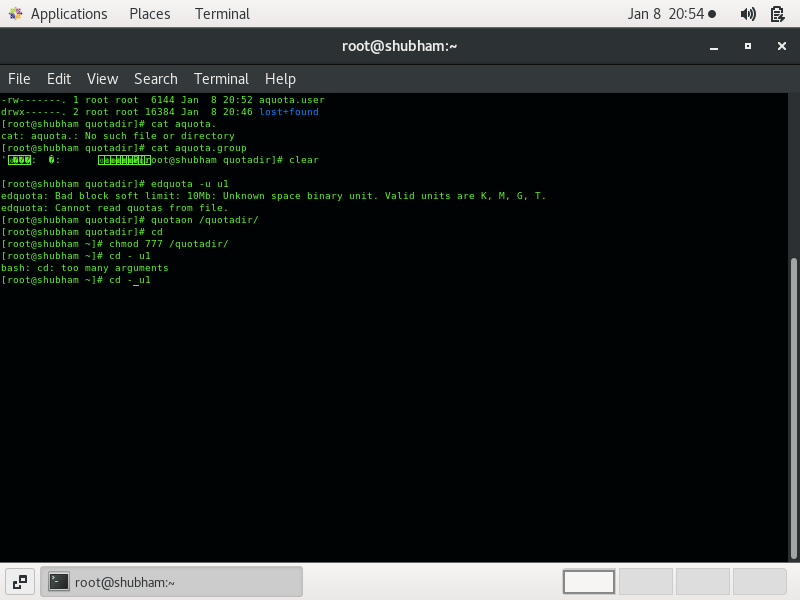 Applications Places Terminal Jan 8 20:54
root@shubham:~
File Edit View Search Terminal Help
-rw-------. 1 root root  6144 Jan  8 20:52 aquota.user
drwx------. 2 root root 16384 Jan  8 20:46 lost+found
[root@shubham quotadir]# cat aquota.
cat: aquota.: No such file or directory
[root@shubham quotadir]# cat aquota.group
oot@shubham quotadir]# clear
[root@shubham quotadir]# edquota -u u1
edquota: Bad block soft limit: 10Mb: Unknown space binary unit. Valid units are K, M, G, T.
edquota: Cannot read quotas from file.
[root@shubham quotadir]# quotaon /quotadir/
[root@shubham quotadir]# cd
[root@shubham ~]# chmod 777 /quotadir/
[root@shubham ~]# cd - u1
bash: cd: too many arguments
[root@shubham ~]# cd - u1
root@shubham:~